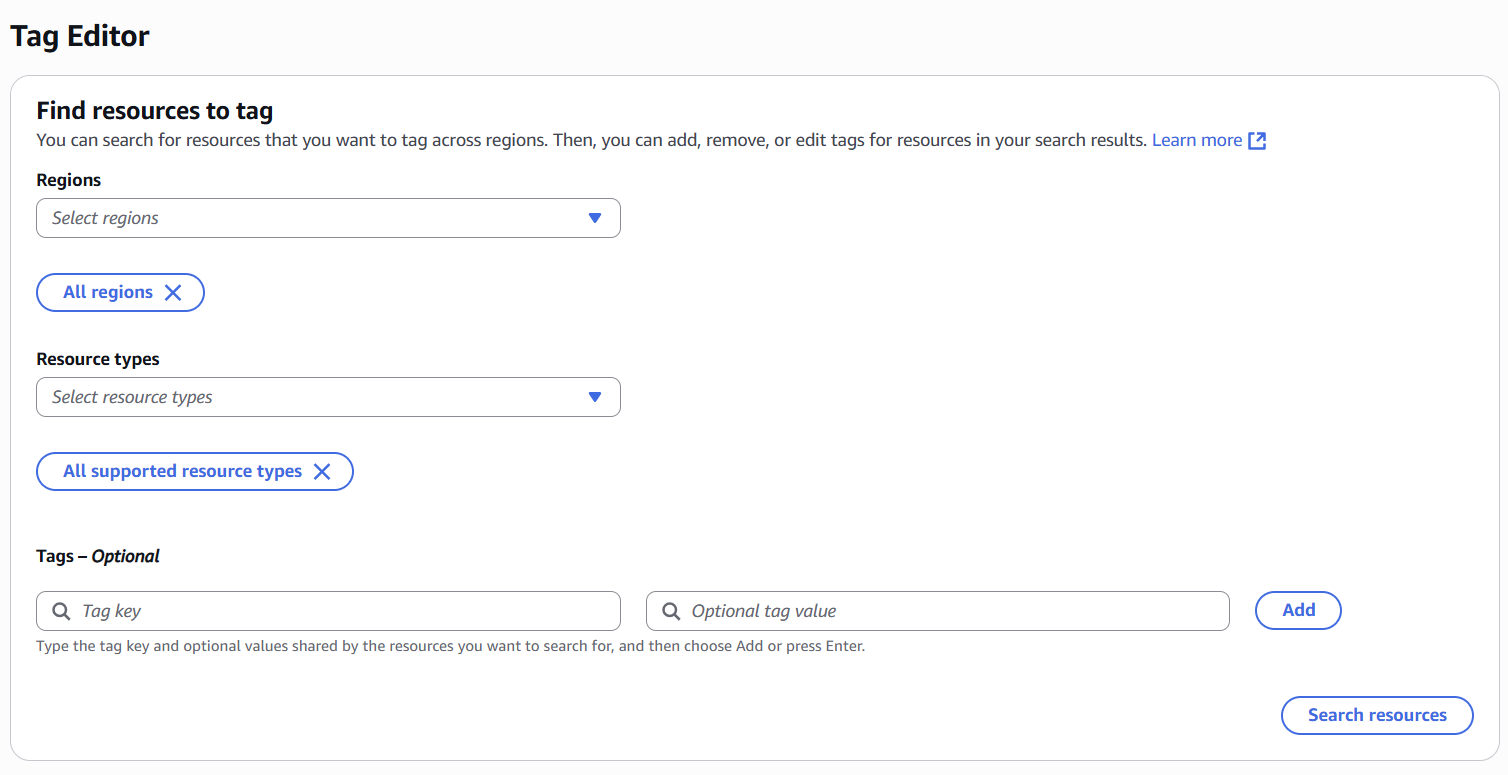 Tag Editor
Find resources to tag
You can search for resources that you want to tag across regions. Then, you can add, remove, or edit tags for resources in your search results. Learn more
Regions
Select regions
All regions
Resource types
Select resource types
All supported resource types
Tags – Optional
Tag key
Optional tag value
Add
Type the tag key and optional values shared by the resources you want to search for, and then choose Add or press Enter.
Search resources